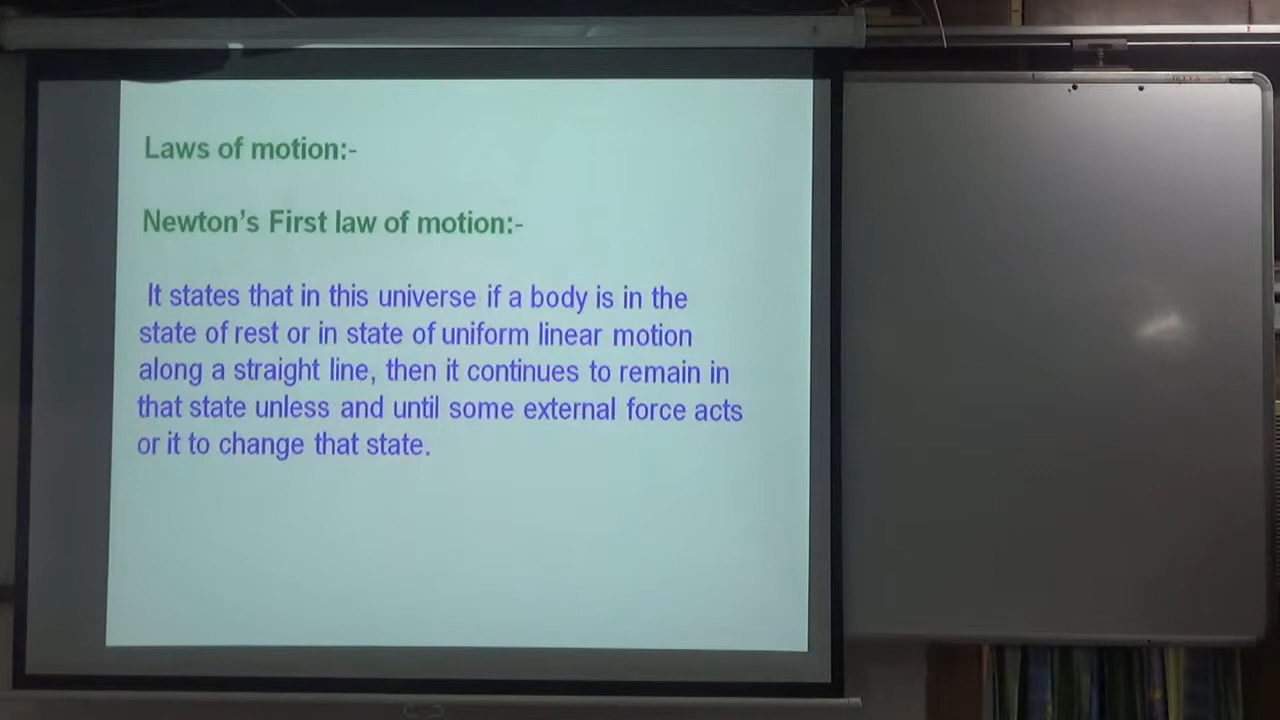 Laws of motion:-
Newton's First law of motion:-
It states that in this universe if a body is in the
state of rest or in state of uniform linear motion
along a straight line, then it continues to remain in
that state unless and until some external force acts
or it to change that state.